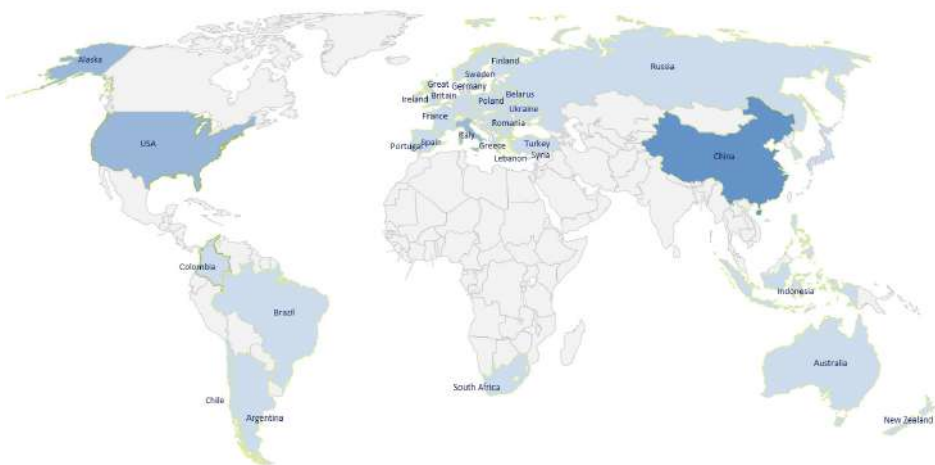 Alaska
Finland
Russia
Sweden
Great
Britain
Germany
Ireland
Poland
Belarus
Ukraine
France
Romania
USA
Italy
Portugal
Spain
Greece
Turkey
Lebanon
Syria
China
Colombia
Indonesia
Brazil
Australia
South Africa
Chile
Argentina
New Zealand